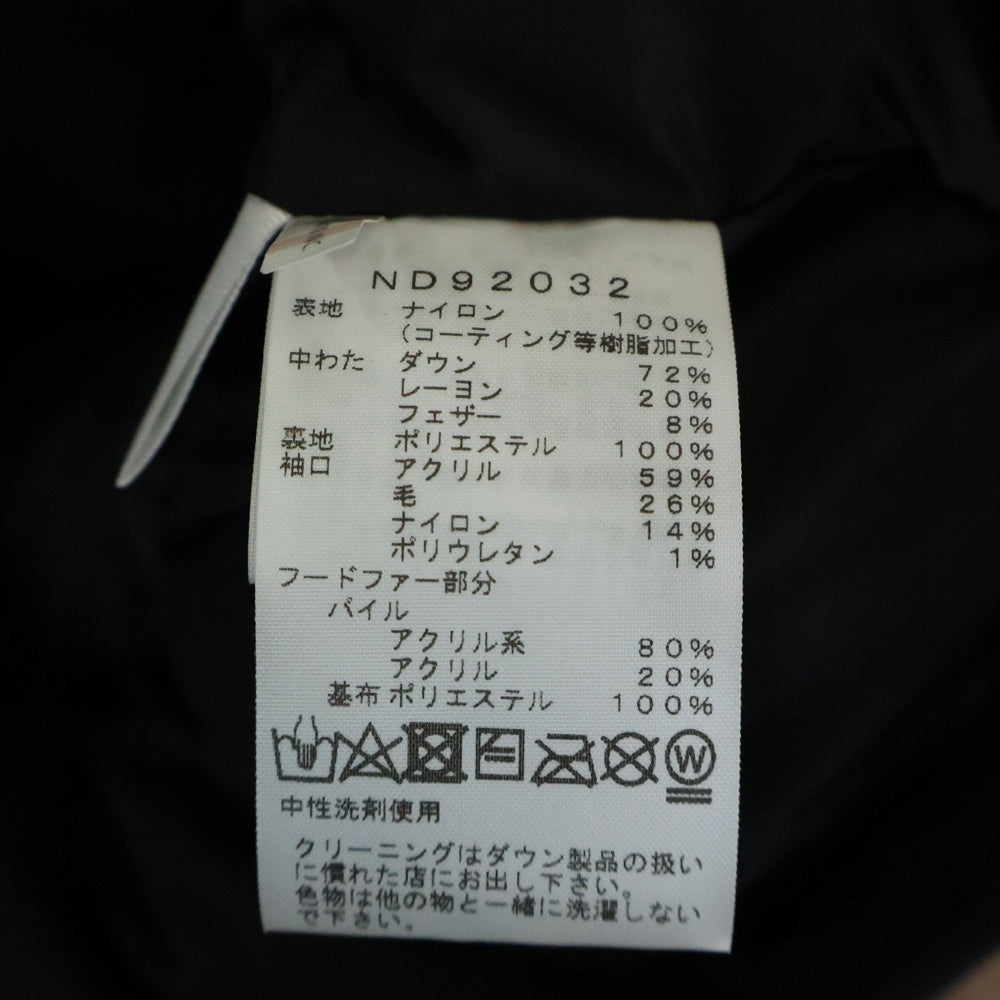 ND92032
表地 ナイロン 100%
(コーティング等樹脂加工)
中わた ダウン 72%
レーヨン 20%
フェザー 8%
裏地 ポリエステル 100%
袖口 アクリル 59%
毛 26%
ナイロン 14%
ポリウレタン 1%
フードファー部分
パイル
アクリル系 80%
アクリル 20%
基布 ポリエステル 100%
W
中性洗剤使用
クリーニングはダウン製品の扱い
に慣れた店にお出し下さい。
色物は他の物と一緒に洗濯しない
で下さい。